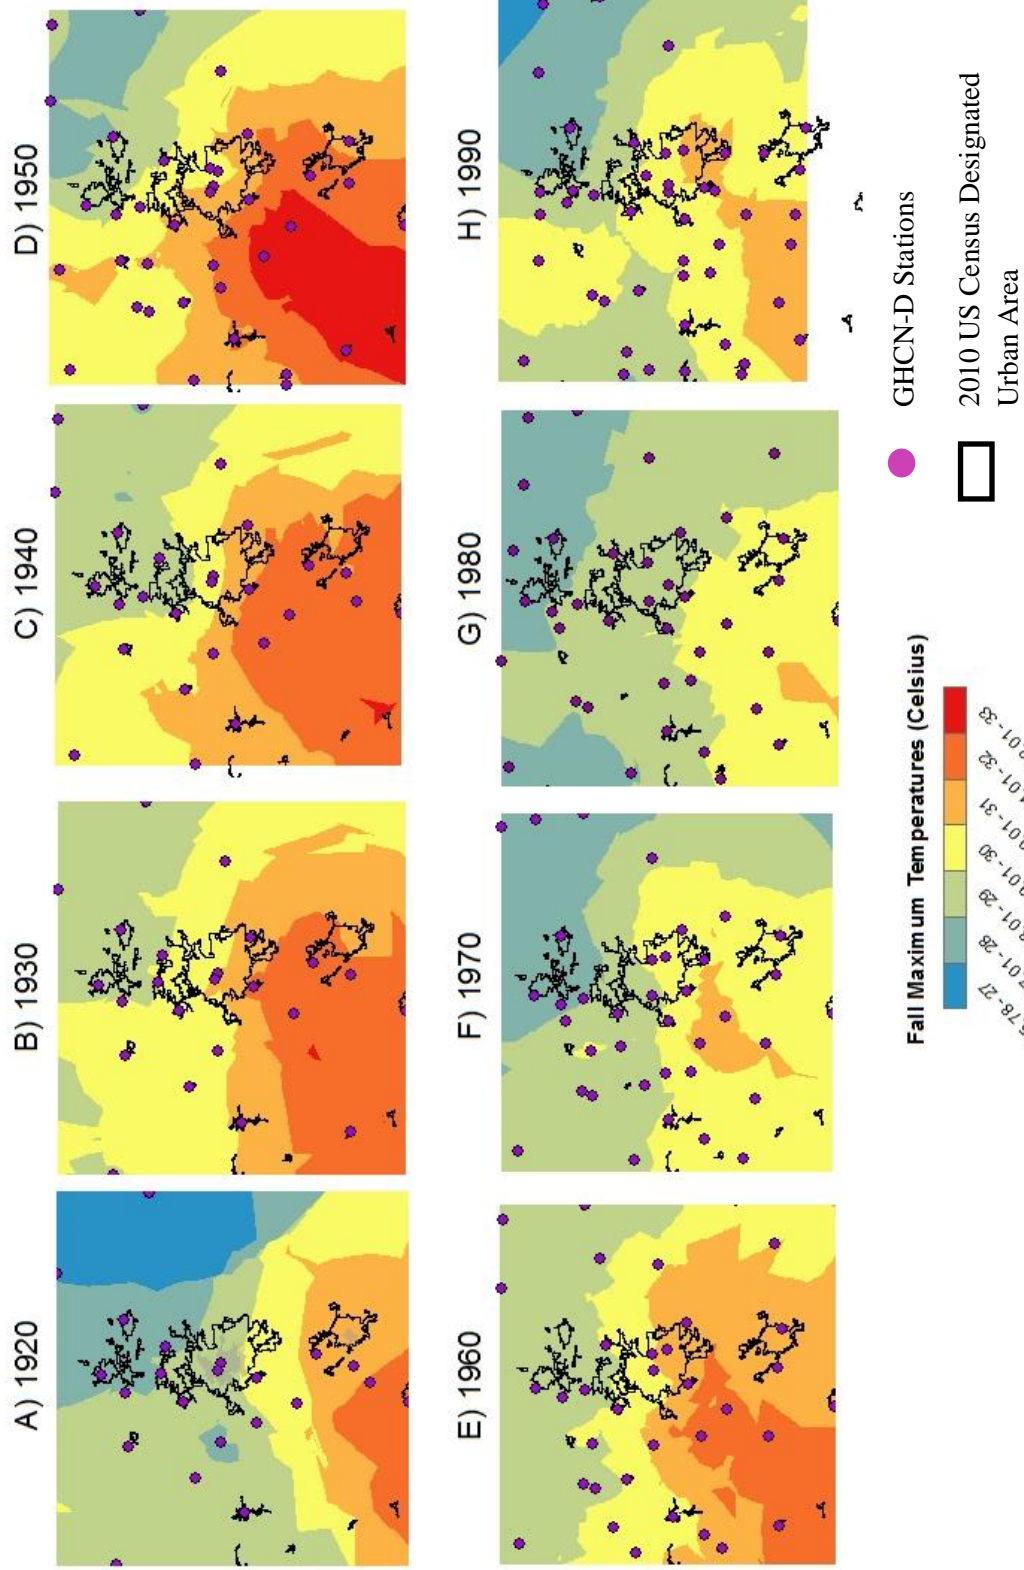 A) 1920
B) 1930
C) 1940
D) 1950
E) 1960
F) 1970
G) 1980
H) 1990
Fall Maximum Temperatures (Celsius)
GHCN-D Stations
2010 US Census Designated
Urban Area